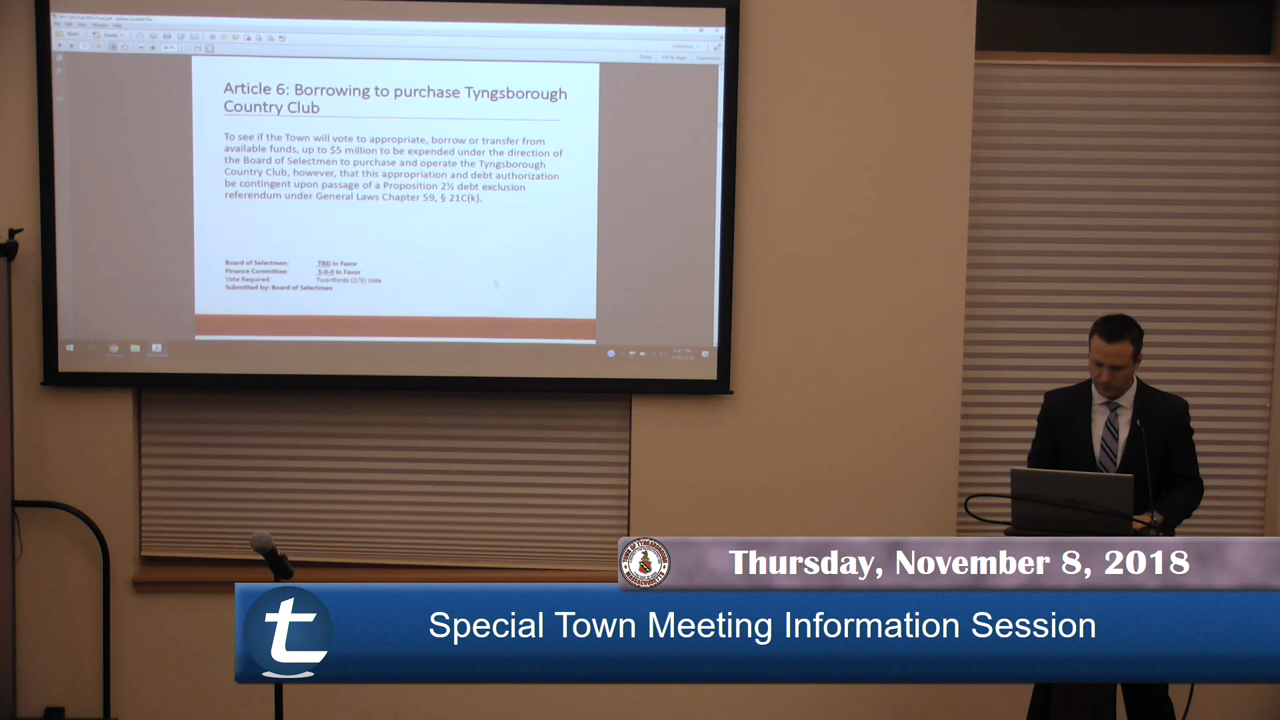 Article 6: Borrowing to purchase Tyngsborough
Country Club
To see if the Town will vote to appropriate, borrow or transfer from
available funds, up to $5 million to be expended under the direction of
the Board of Selectmen to purchase and operate the Tyngsborough
Country Club, however, that this appropriation and debt authorization
be contingent upon passage of a Proposition 2½ debt exclusion
referendum under General Laws Chapter 59, § 21C(k).
Board of Selectmen: TBD In Favor
Finance Committee: 5-0-0 In Favor
Vote Required: Two-thirds (2/3) Vote
Submitted by: Board of Selectmen
Thursday, November 8, 2018
t
Special Town Meeting Information Session